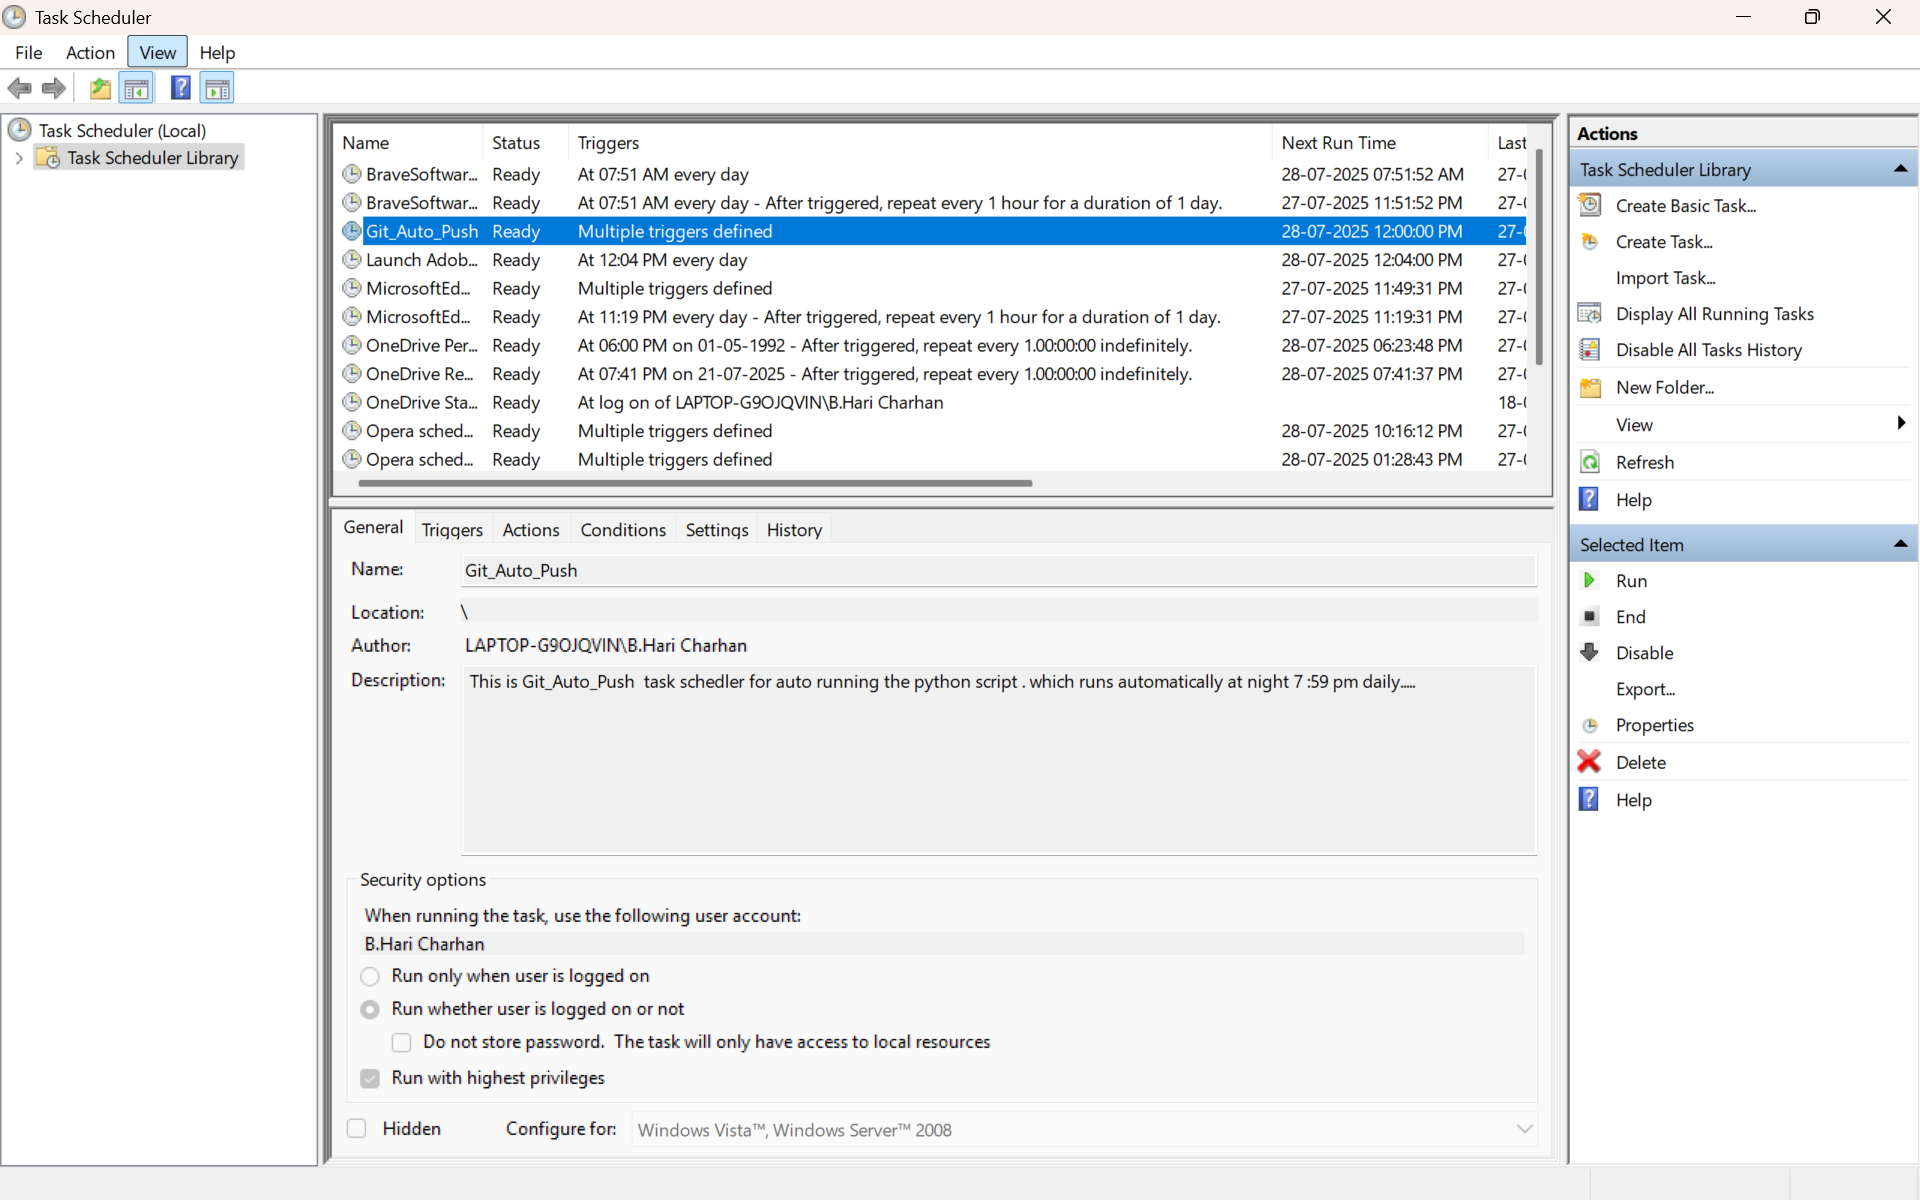 Task Scheduler
File Action View Help
Task Scheduler (Local)
Task Scheduler Library
Name Status Triggers Next Run Time Last
BraveSoftwar... Ready At 07:51 AM every day 28-07-2025 07:51:52 AM 27-0
BraveSoftwar... Ready At 07:51 AM every day - After triggered, repeat every 1 hour for a duration of 1 day. 27-07-2025 11:51:52 PM 27-0
Git_Auto_Push Ready Multiple triggers defined 28-07-2025 12:00:00 PM 27-0
Launch Adob... Ready At 12:04 PM every day 28-07-2025 12:04:00 PM 27-0
MicrosoftEd... Ready Multiple triggers defined 27-07-2025 11:49:31 PM 27-0
MicrosoftEd... Ready At 11:19 PM every day - After triggered, repeat every 1 hour for a duration of 1 day. 27-07-2025 11:19:31 PM 27-0
OneDrive Per... Ready At 06:00 PM on 01-05-1992 - After triggered, repeat every 1.00:00:00 indefinitely. 28-07-2025 06:23:48 PM 27-0
OneDrive Re... Ready At 07:41 PM on 21-07-2025 - After triggered, repeat every 1.00:00:00 indefinitely. 28-07-2025 07:41:37 PM 27-0
OneDrive Sta... Ready At log on of LAPTOP-G9OJQVIN\B.Hari Charhan 18-0
Opera sched... Ready Multiple triggers defined 28-07-2025 10:16:12 PM 27-0
Opera sched... Ready Multiple triggers defined 28-07-2025 01:28:43 PM 27-0
General Triggers Actions Conditions Settings History
Name: Git_Auto_Push
Location: \
Author: LAPTOP-G9OJQVIN\B.Hari Charhan
Description: This is Git_Auto_Push  task schedler for auto running the python script . which runs automatically at night 7 :59 pm daily.....
Security options
When running the task, use the following user account:
B.Hari Charhan
Run only when user is logged on
Run whether user is logged on or not
Do not store password.  The task will only have access to local resources
Run with highest privileges
Hidden Configure for: Windows Vista™, Windows Server™ 2008
Actions
Task Scheduler Library
Create Basic Task...
Create Task...
Import Task...
Display All Running Tasks
Disable All Tasks History
New Folder...
View
Refresh
Help
Selected Item
Run
End
Disable
Export...
Properties
Delete
Help